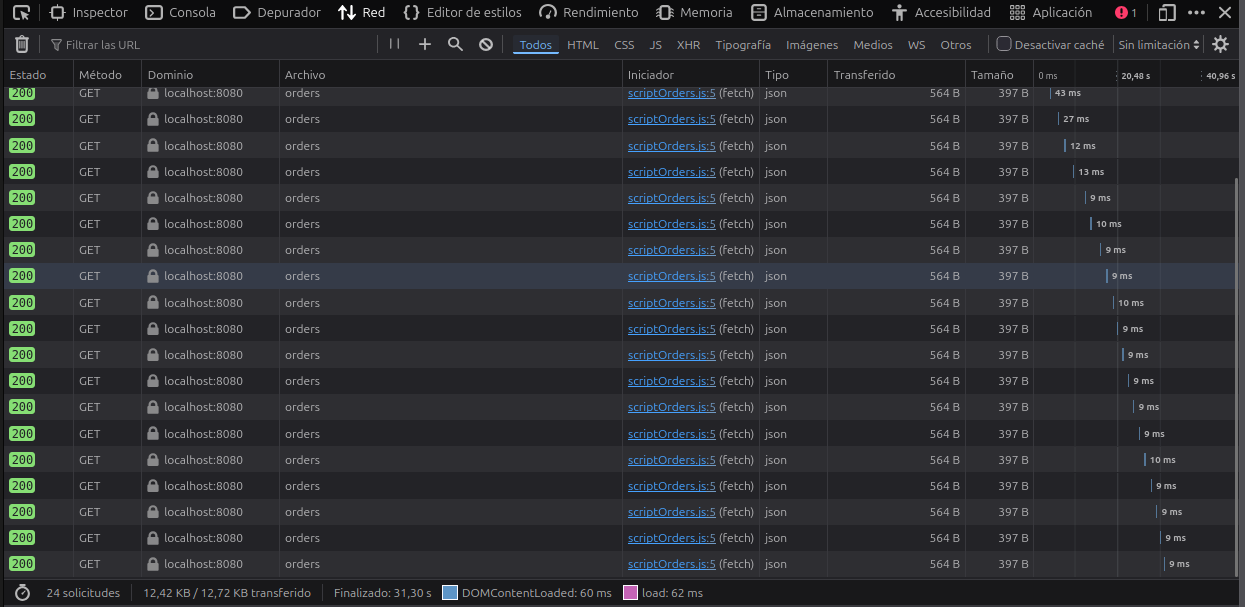 Inspector Consola Depurador Red Editor de estilos Rendimiento Memoria Almacenamiento Accesibilidad Aplicación 1
Filtrar las URL Todos HTML CSS JS XHR Tipografía Imágenes Medios WS Otros Desactivar caché Sin limitación
Estado Método Dominio Archivo Iniciador Tipo Transferido Tamaño 0 ms 20,48 s 40,96 s
200 GET localhost:8080 orders scriptOrders.js:5 (fetch) json 564 B 397 B 43 ms
200 GET localhost:8080 orders scriptOrders.js:5 (fetch) json 564 B 397 B 27 ms
200 GET localhost:8080 orders scriptOrders.js:5 (fetch) json 564 B 397 B 12 ms
200 GET localhost:8080 orders scriptOrders.js:5 (fetch) json 564 B 397 B 13 ms
200 GET localhost:8080 orders scriptOrders.js:5 (fetch) json 564 B 397 B 9 ms
200 GET localhost:8080 orders scriptOrders.js:5 (fetch) json 564 B 397 B 10 ms
200 GET localhost:8080 orders scriptOrders.js:5 (fetch) json 564 B 397 B 9 ms
200 GET localhost:8080 orders scriptOrders.js:5 (fetch) json 564 B 397 B 9 ms
200 GET localhost:8080 orders scriptOrders.js:5 (fetch) json 564 B 397 B 10 ms
200 GET localhost:8080 orders scriptOrders.js:5 (fetch) json 564 B 397 B 9 ms
200 GET localhost:8080 orders scriptOrders.js:5 (fetch) json 564 B 397 B 9 ms
200 GET localhost:8080 orders scriptOrders.js:5 (fetch) json 564 B 397 B 9 ms
200 GET localhost:8080 orders scriptOrders.js:5 (fetch) json 564 B 397 B 9 ms
200 GET localhost:8080 orders scriptOrders.js:5 (fetch) json 564 B 397 B 9 ms
200 GET localhost:8080 orders scriptOrders.js:5 (fetch) json 564 B 397 B 10 ms
200 GET localhost:8080 orders scriptOrders.js:5 (fetch) json 564 B 397 B 9 ms
200 GET localhost:8080 orders scriptOrders.js:5 (fetch) json 564 B 397 B 9 ms
200 GET localhost:8080 orders scriptOrders.js:5 (fetch) json 564 B 397 B 9 ms
200 GET localhost:8080 orders scriptOrders.js:5 (fetch) json 564 B 397 B 9 ms
24 solicitudes 12,42 KB / 12,72 KB transferido Finalizado: 31,30 s DOMContentLoaded: 60 ms load: 62 ms